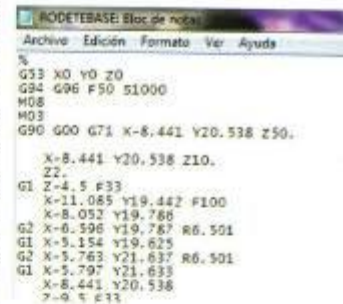 RODETEBASE: Bloc de notas
Archivo Edición Formato Ver Ayuda
%
G53 X0 Y0 Z0
G94 G96 F50 S1000
M08
M03
G90 G00 G71 X-8.441 Y20.538 Z50.
X-8.441 Y20.538 Z10.
Z2.
G1 Z-4.5 F33
X-11.085 Y19.442 F100
X-8.052 Y19.786
G2 X-6.596 Y19.787 R6.501
G1 X-5.154 Y19.625
G2 X-5.763 Y21.637 R6.501
G1 X-5.797 Y21.633
X-8.441 Y20.538
Z-9.5 F33